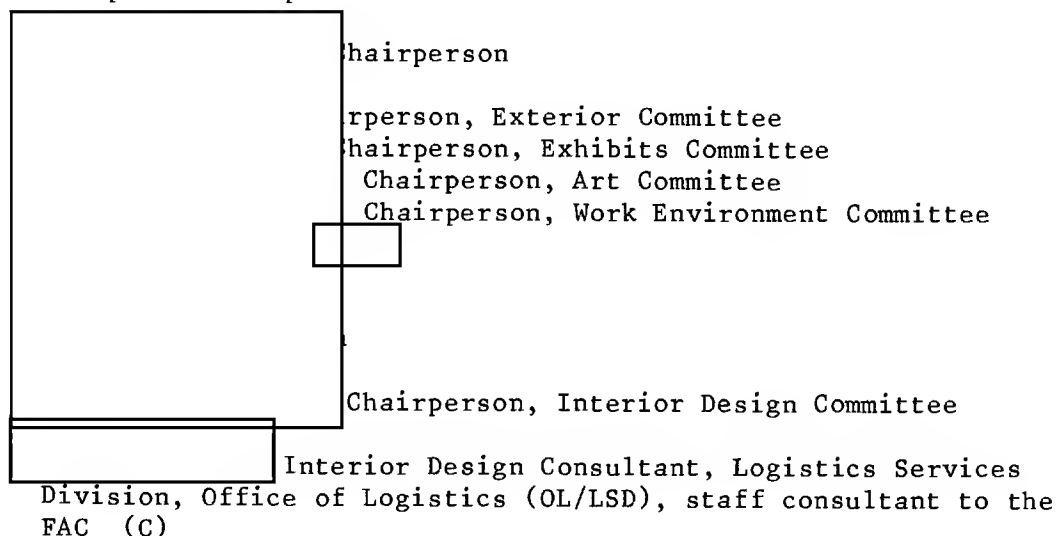 hairperson
rperson, Exterior Committee
hairperson, Exhibits Committee
Chairperson, Art Committee
Chairperson, Work Environment Committee
Chairperson, Interior Design Committee
Interior Design Consultant, Logistics Services
Division, Office of Logistics (OL/LSD), staff consultant to the
FAC (C)